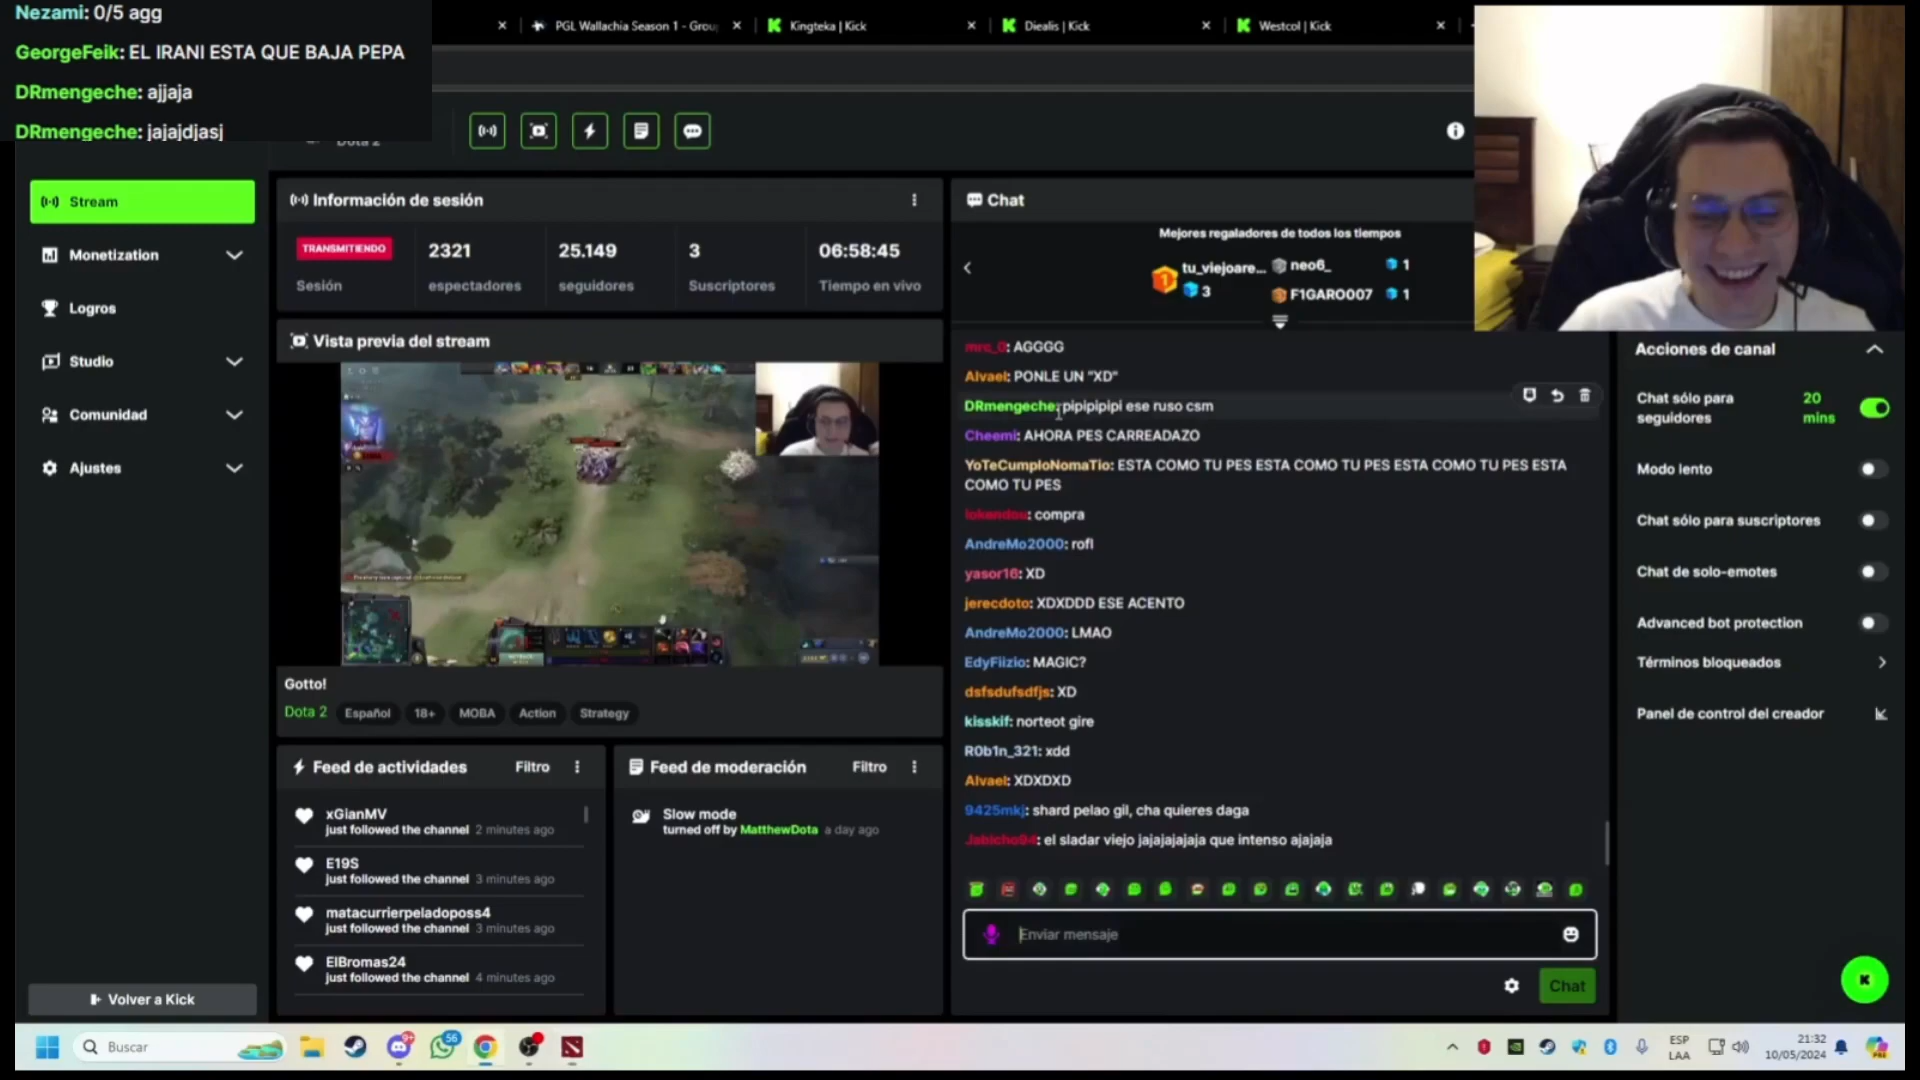 Nezami: 0/5 agg
GeorgeFeik: EL IRANI ESTA QUE BAJA PEPA
DRmengeche: ajjaja
DRmengeche: jajajdjasj
PGL Wallachia Season 1 - Grou
Kingteka | Kick
Diealis | Kick
Westcol | Kick
Dota 2
Stream
Monetization
Logros
Studio
Comunidad
Ajustes
Volver a Kick
Información de sesión
TRANSMITIENDO
Sesión
2321
espectadores
25.149
seguidores
3
Suscriptores
06:58:45
Tiempo en vivo
Vista previa del stream
Gotto!
Dota 2 Español 18+ MOBA Action Strategy
Feed de actividades Filtro
xGianMV
just followed the channel 2 minutes ago
E19S
just followed the channel 3 minutes ago
matacurrierpeladoposs4
just followed the channel 3 minutes ago
ElBromas24
just followed the channel 4 minutes ago
Feed de moderación Filtro
Slow mode
turned off by MatthewDota a day ago
Chat
Mejores regaladores de todos los tiempos
1
tu_viejoare...
3
neo6_ 1
F1GARO007 1
mrc_0: AGGGG
Alvael: PONLE UN "XD"
DRmengeche: pipipipipi ese ruso csm
Cheemi: AHORA PES CARREADAZO
YoTeCumploNomaTio: ESTA COMO TU PES ESTA COMO TU PES ESTA COMO TU PES ESTA
COMO TU PES
: compra
AndreMo2000: rofl
yasor16: XD
jerecdoto: XDXDDD ESE ACENTO
AndreMo2000: LMAO
EdyFiizio: MAGIC?
dsfsdufsdfjs: XD
kisskif: norteot gire
R0b1n_321: xdd
Alvael: XDXDXD
9425mkj: shard pelao gil, cha quieres daga
Jabicho94: el sladar viejo jajajajajaja que intenso ajajaja
Enviar mensaje
Chat
Acciones de canal
Chat sólo para
seguidores
20
mins
Modo lento
Chat sólo para suscriptores
Chat de solo-emotes
Advanced bot protection
Términos bloqueados
Panel de control del creador
Buscar
9+
56
ESP
LAA
21:32
10/05/2024